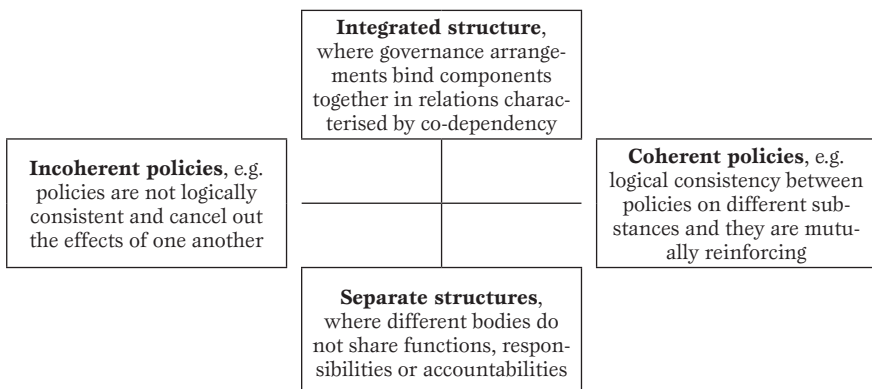 Integrated structure,
where governance arrange-
ments bind components
together in relations charac-
terised by co-dependency
Incoherent policies, e.g.
policies are not logically
consistent and cancel out
the effects of one another
Coherent policies, e.g.
logical consistency between
policies on different sub-
stances and they are mutu-
ally reinforcing
Separate structures,
where different bodies do
not share functions, respon-
sibilities or accountabilities